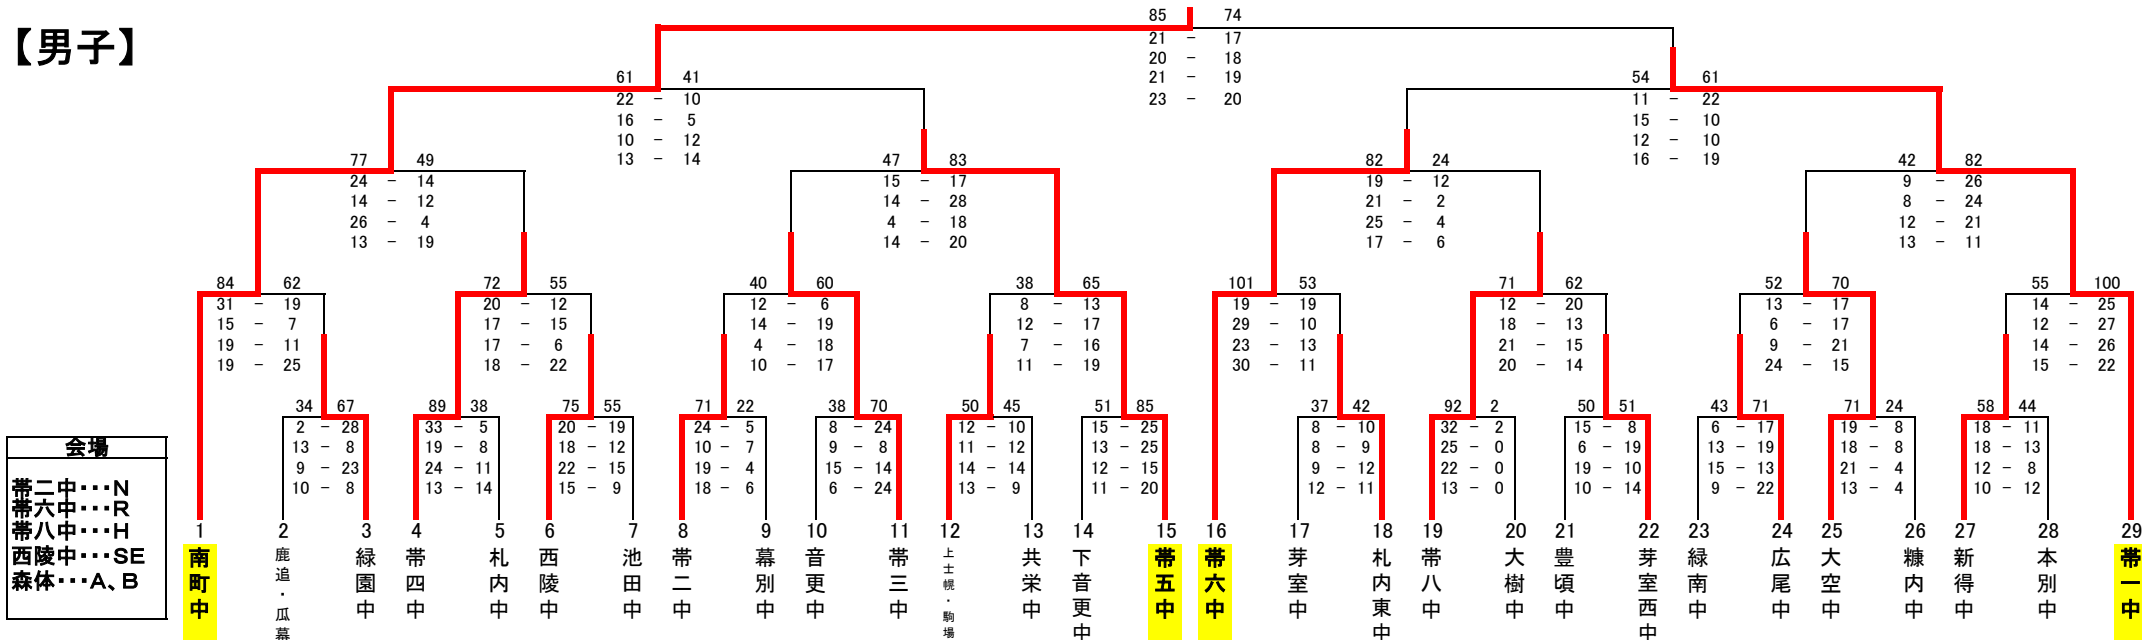 【男子】
85 74
21 - 17
20 - 18
21 - 19
23 - 20
61 41
22 - 10
16 - 5
10 - 12
13 - 14
54 61
11 - 22
15 - 10
12 - 10
16 - 19
77 49
24 - 14
14 - 12
26 - 4
13 - 19
47 83
15 - 17
14 - 28
4 - 18
14 - 20
82 24
19 - 12
21 - 2
25 - 4
17 - 6
42 82
9 - 26
8 - 24
12 - 21
13 - 11
84 62
31 - 19
15 - 7
19 - 11
19 - 25
72 55
20 - 12
17 - 15
17 - 6
18 - 22
40 60
12 - 6
14 - 19
4 - 18
10 - 17
38 65
8 - 13
12 - 17
7 - 16
11 - 19
101 53
19 - 19
29 - 10
23 - 13
30 - 11
71 62
12 - 20
18 - 13
21 - 15
20 - 14
52 70
13 - 17
6 - 17
9 - 21
24 - 15
55 100
14 - 25
12 - 27
14 - 26
15 - 22
34 67
2 - 28
13 - 8
9 - 23
10 - 8
89 38
33 - 5
19 - 8
24 - 11
13 - 14
75 55
20 - 19
18 - 12
22 - 15
15 - 9
71 22
24 - 5
10 - 7
19 - 4
18 - 6
38 70
8 - 24
9 - 8
15 - 14
6 - 24
50 45
12 - 10
11 - 12
14 - 14
13 - 9
51 85
15 - 25
13 - 25
12 - 15
11 - 20
37 42
8 - 10
8 - 9
9 - 12
12 - 11
92 2
32 - 2
25 - 0
22 - 0
13 - 0
50 51
15 - 8
6 - 19
19 - 10
10 - 14
43 71
6 - 17
13 - 19
15 - 13
9 - 22
71 24
19 - 8
18 - 8
21 - 4
13 - 4
58 44
18 - 11
18 - 13
12 - 8
10 - 12
会場
帯二中・・・N
帯六中・・・R
帯八中・・・H
西陵中・・・SE
森体・・・A、B
1 南町中
2 鹿追・瓜幕
3 緑園中
4 帯四中
5 札内中
6 西陵中
7 池田中
8 帯二中
9 幕別中
10 音更中
11 帯三中
12 上士幌・駒場
13 共栄中
14 下音更中
15 帯五中
16 帯六中
17 芽室中
18 札内東中
19 帯八中
20 大樹中
21 豊頃中
22 芽室西中
23 緑南中
24 広尾中
25 大空中
26 糠内中
27 新得中
28 本別中
29 帯一中